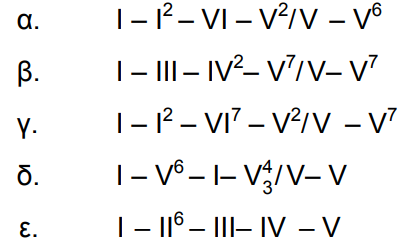 α. I – I² – VI – V²/V – V⁶
β. I – III – IV²– V⁷/V– V⁷
γ. I – I² – VI⁷ – V²/V – V⁷
δ. I – V⁶ – I– V⁴₃/V– V
ε. I – II⁶ – III– IV – V